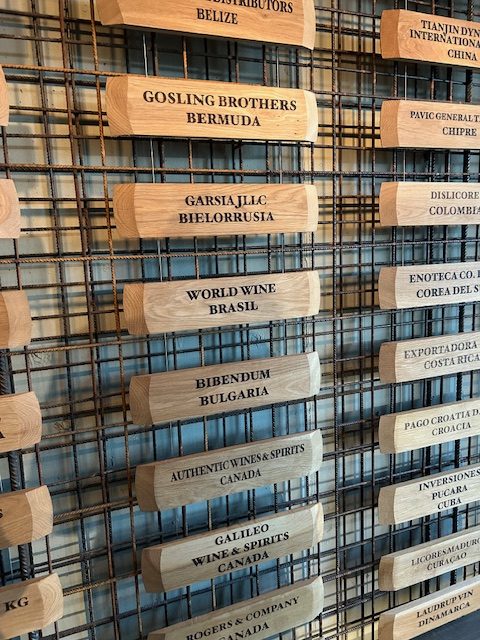 DISTRIBUTORS
BELIZE
GOSLING BROTHERS
BERMUDA
GARSIA JLLC
BIELORRUSIA
WORLD WINE
BRASIL
BIBENDUM
BULGARIA
AUTHENTIC WINES & SPIRITS
CANADA
GALILEO
WINE & SPIRITS
CANADA
ROGERS & COMPANY
CANADA
TIANJIN DYN
INTERNATIONA
CHINA
PAVIC GENERAL T
CHIPRE
DISLICORE
COLOMBIA
ENOTECA CO.
COREA DEL S
EXPORTADORA
COSTA RICA
PAGO CROATIA D
CROACIA
INVERSIONES
PUCARA
CUBA
LICORES MADURO
CURAÇAO
LAUDRUP VIN
DINAMARCA
A
S
KG